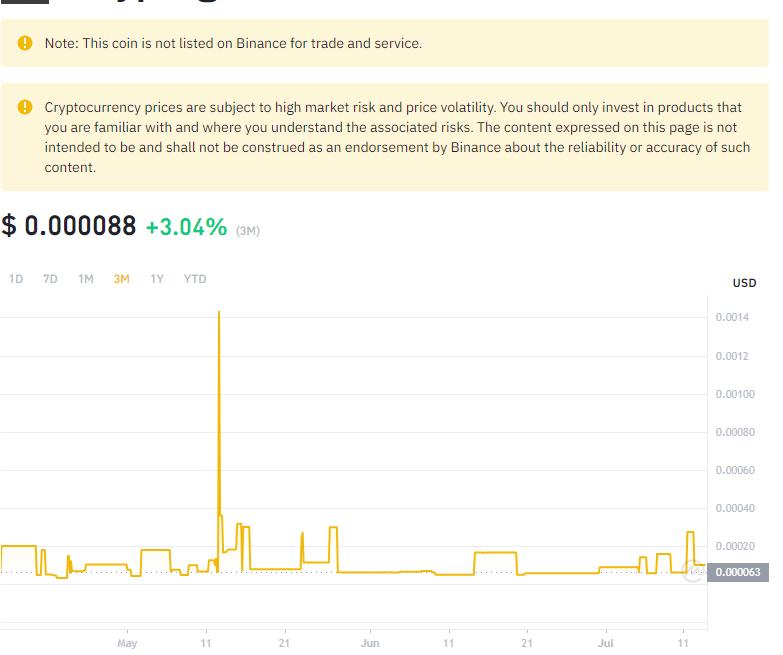 Note: This coin is not listed on Binance for trade and service.
Cryptocurrency prices are subject to high market risk and price volatility. You should only invest in products that
you are familiar with and where you understand the associated risks. The content expressed on this page is not
intended to be and shall not be construed as an endorsement by Binance about the reliability or accuracy of such
content.
$ 0.000088 +3.04% (3M)
1D 7D 1M 3M 1Y YTD
USD
0.0014
0.0012
0.00100
0.00080
0.00060
0.00040
0.00020
0.000063
May 11 21 Jun 11 21 Jul 11